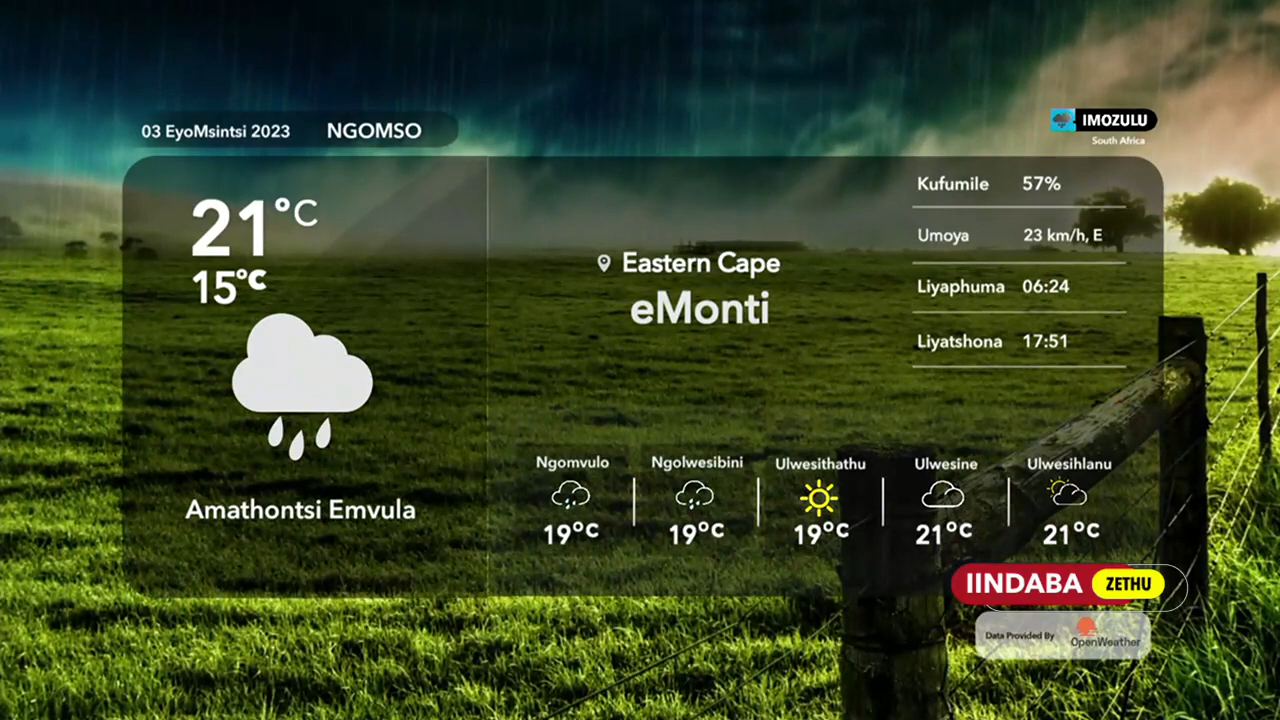 03 EyoMsintsi 2023 NGOMSO
IMOZULU
South Africa
21°C
15°C
Amathontsi Emvula
Eastern Cape
eMonti
Kufumile 57%
Umoya 23 km/h, E
Liyaphuma 06:24
Liyatshona 17:51
Ngomvulo Ngolwesibini Ulwesithathu Ulwesine Ulwesihlanu
19°C 19°C 19°C 21°C 21°C
IINDABA ZETHU
Data Provided By OpenWeather